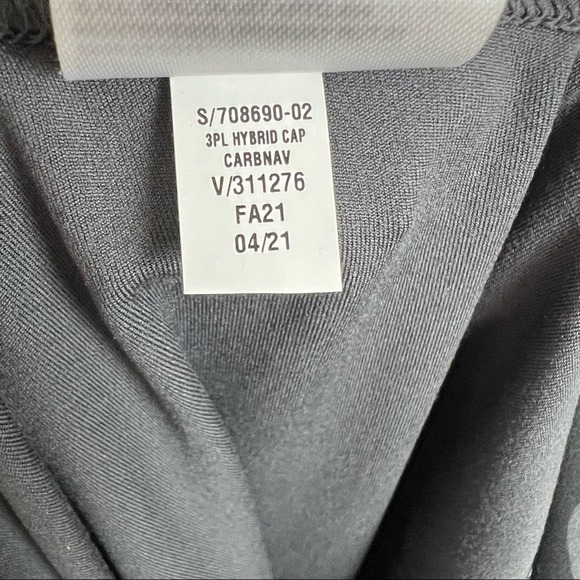 S/708690-02
3PL HYBRID CAP
CARBNAV
V/311276
FA21
04/21